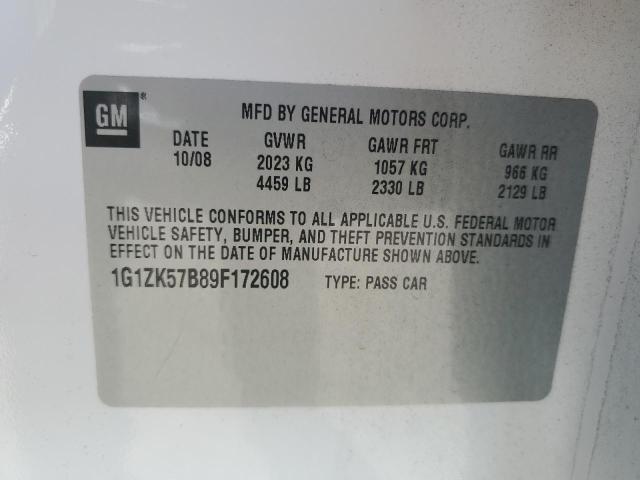 GM®
MFD BY GENERAL MOTORS CORP.
DATE GVWR GAWR FRT GAWR RR
10/08 2023 KG 1057 KG 966 KG
4459 LB 2330 LB 2129 LB
THIS VEHICLE CONFORMS TO ALL APPLICABLE U.S. FEDERAL MOTOR
VEHICLE SAFETY, BUMPER, AND THEFT PREVENTION STANDARDS IN
EFFECT ON THE DATE OF MANUFACTURE SHOWN ABOVE.
1G1ZK57B89F172608 TYPE: PASS CAR